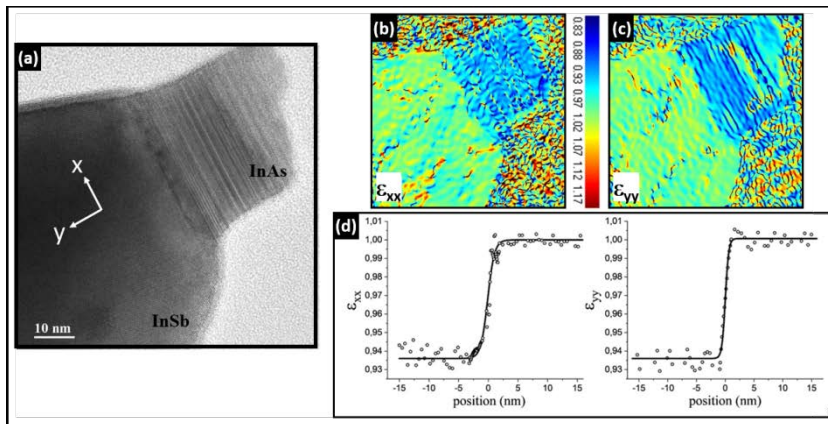 (a)
x
y
InAs
InSb
10 nm
(b)
εxx
0.83 0.88 0.93 0.97 1.02 1.07 1.12 1.17
(c)
εyy
(d)
1,01
1,00
0,99
0,98
0,97
0,96
0,95
0,94
0,93
εxx
-15 -10 -5 0 5 10 15
position (nm)
1,01
1,00
0,99
0,98
0,97
0,96
0,95
0,94
0,93
εyy
-15 -10 -5 0 5 10 15
position (nm)